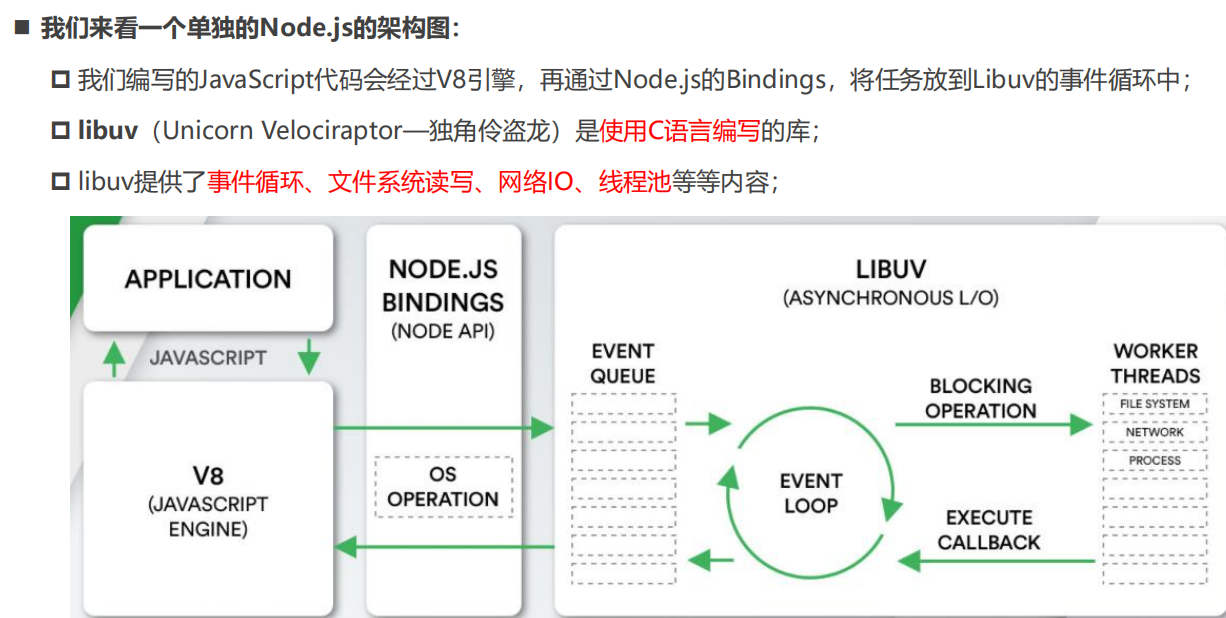 ■ 我们来看一个单独的Node.js的架构图：
我们编写的JavaScript代码会经过V8引擎，再通过Node.js的Bindings，将任务放到Libuv的事件循环中；
libuv（Unicorn Velociraptor—独角伶盗龙）是使用C语言编写的库；
libuv提供了事件循环、文件系统读写、网络IO、线程池等等内容；
APPLICATION
JAVASCRIPT
V8
(JAVASCRIPT
ENGINE)
NODE.JS
BINDINGS
(NODE API)
OS
OPERATION
LIBUV
(ASYNCHRONOUS L/O)
EVENT
QUEUE
EVENT
LOOP
BLOCKING
OPERATION
EXECUTE
CALLBACK
WORKER
THREADS
FILE SYSTEM
NETWORK
PROCESS